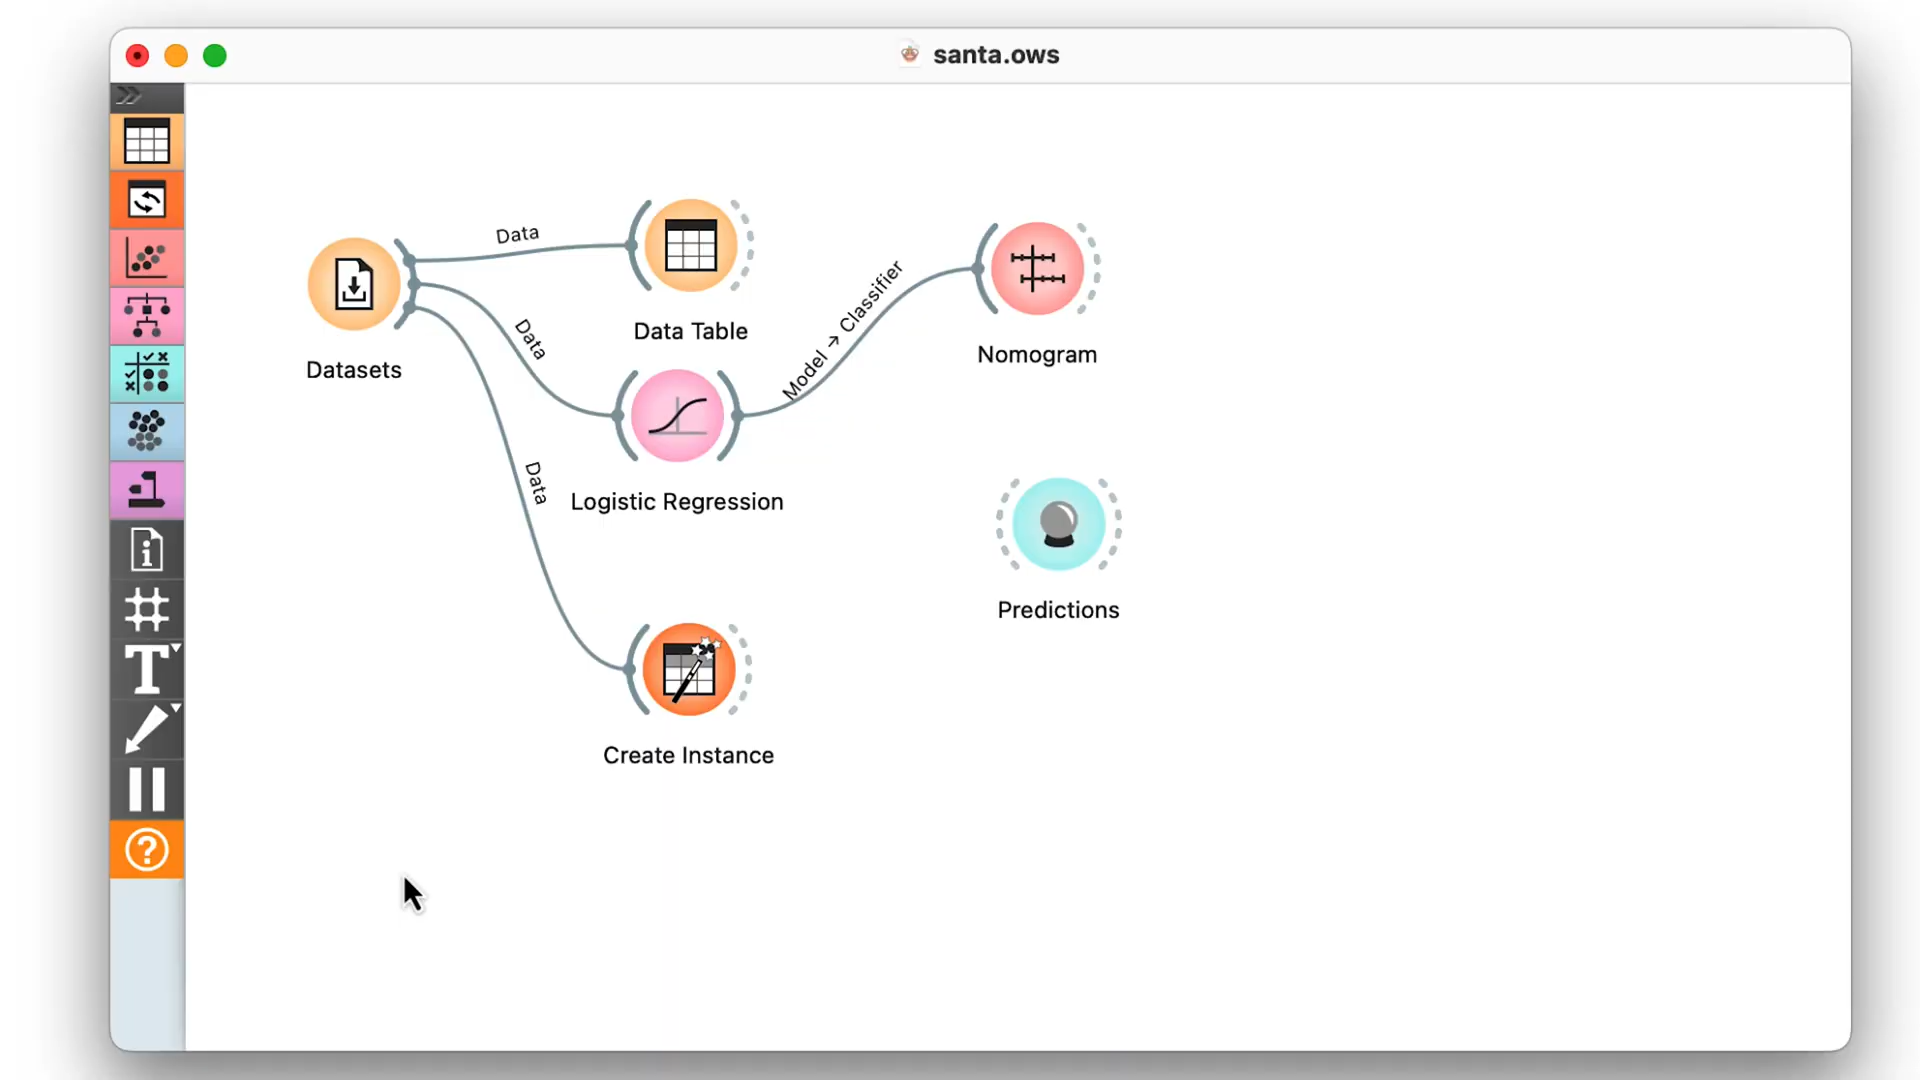 santa.ows
Data
Data Table
Datasets
Data
Model → Classifier
Nomogram
Logistic Regression
Data
Predictions
Create Instance
T
?